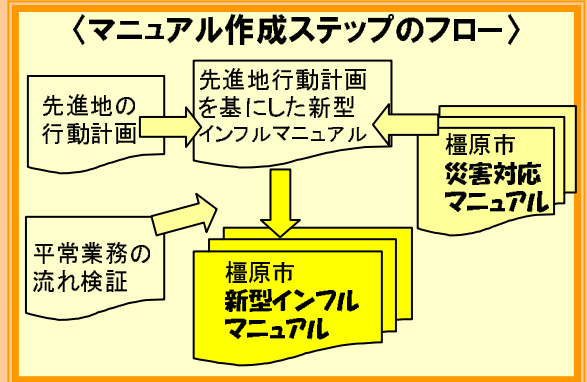 〈マニュアル作成ステップのフロー〉
先進地の
行動計画
先進地行動計画
を基にした新型
インフルマニュアル
橿原市
災害対応
マニュアル
平常業務の
流れ検証
橿原市
新型インフル
マニュアル